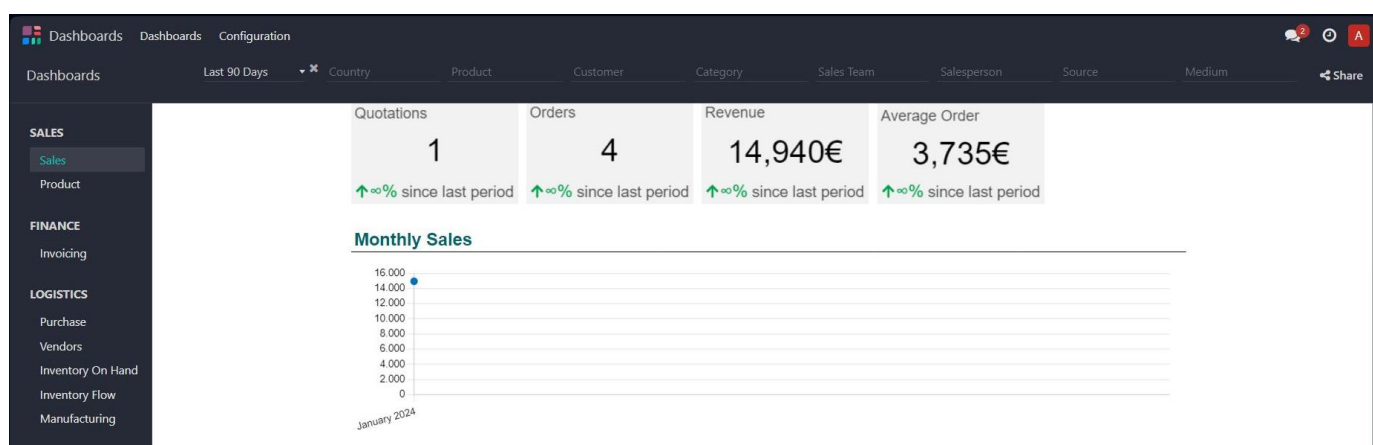 Dashboards Dashboards Configuration 2 A
Dashboards Last 90 Days Country Product Customer Category Sales Team Salesperson Source Medium Share
SALES
Sales
Product
FINANCE
Invoicing
LOGISTICS
Purchase
Vendors
Inventory On Hand
Inventory Flow
Manufacturing
Quotations Orders Revenue Average Order
1 4 14,940€ 3,735€
↑∞% since last period ↑∞% since last period ↑∞% since last period ↑∞% since last period
Monthly Sales
16.000
14.000
12.000
10.000
8.000
6.000
4.000
2.000
0
January 2024